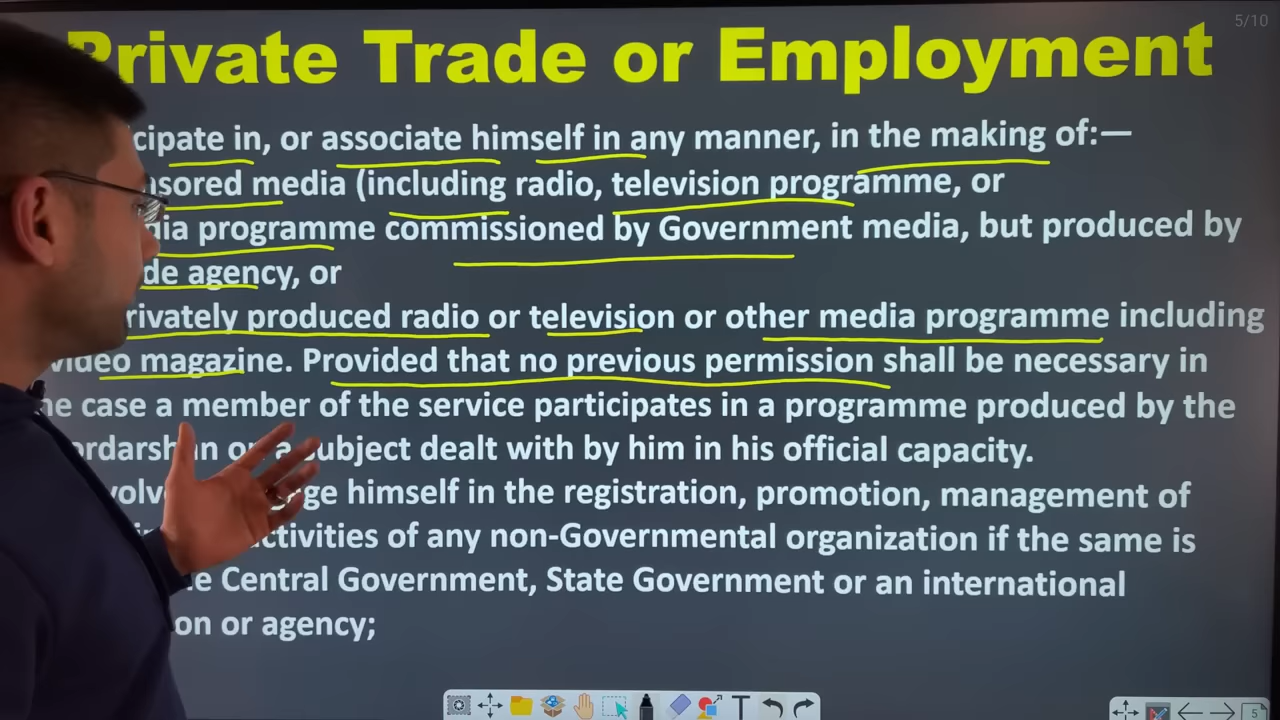 5/10
Private Trade or Employment
cipate in, or associate himself in any manner, in the making of:—
nsored media (including radio, television programme, or
dia programme commissioned by Government media, but produced by
de agency, or
rivately produced radio or television or other media programme including
video magazine. Provided that no previous permission shall be necessary in
he case a member of the service participates in a programme produced by the
ordarshan on a subject dealt with by him in his official capacity.
himself in the registration, promotion, management of
ctivities of any non-Governmental organization if the same is
Central Government, State Government or an international
on or agency;
T
5